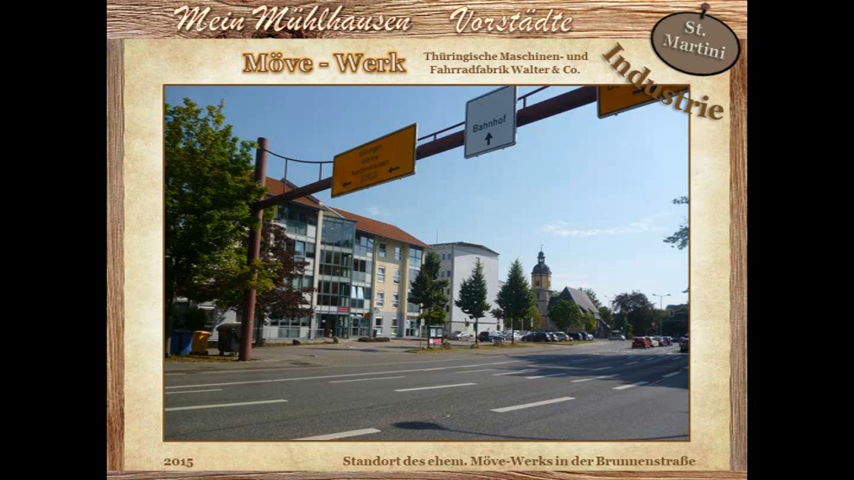 Mein Mühlhausen Vorstädte
St.
Martini
Möve - Werk
Thüringische Maschinen- und
Fahrradfabrik Walter & Co.
Industrie
Bahnhof
2015
Standort des ehem. Möve-Werks in der Brunnenstraße